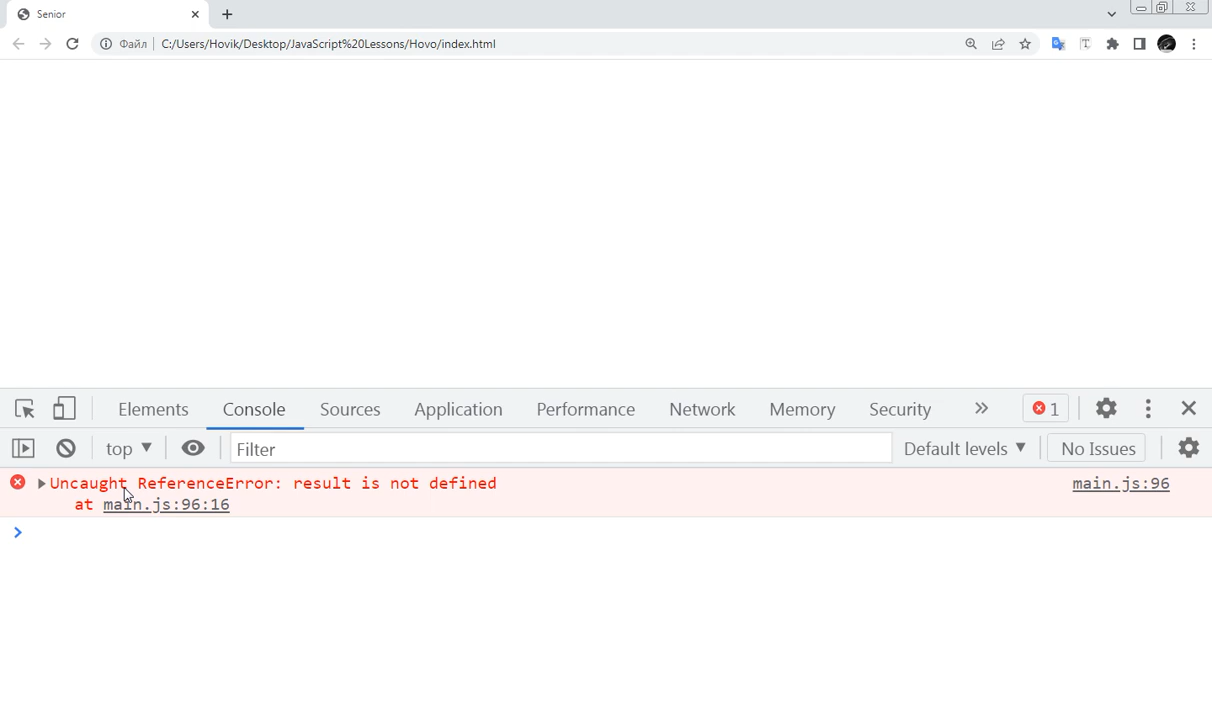 Senior
Файл C:/Users/Hovik/Desktop/JavaScript%20Lessons/Hovo/index.html
Elements Console Sources Application Performance Network Memory Security » 1
top Filter Default levels No Issues
Uncaught ReferenceError: result is not defined main.js:96
at main.js:96:16